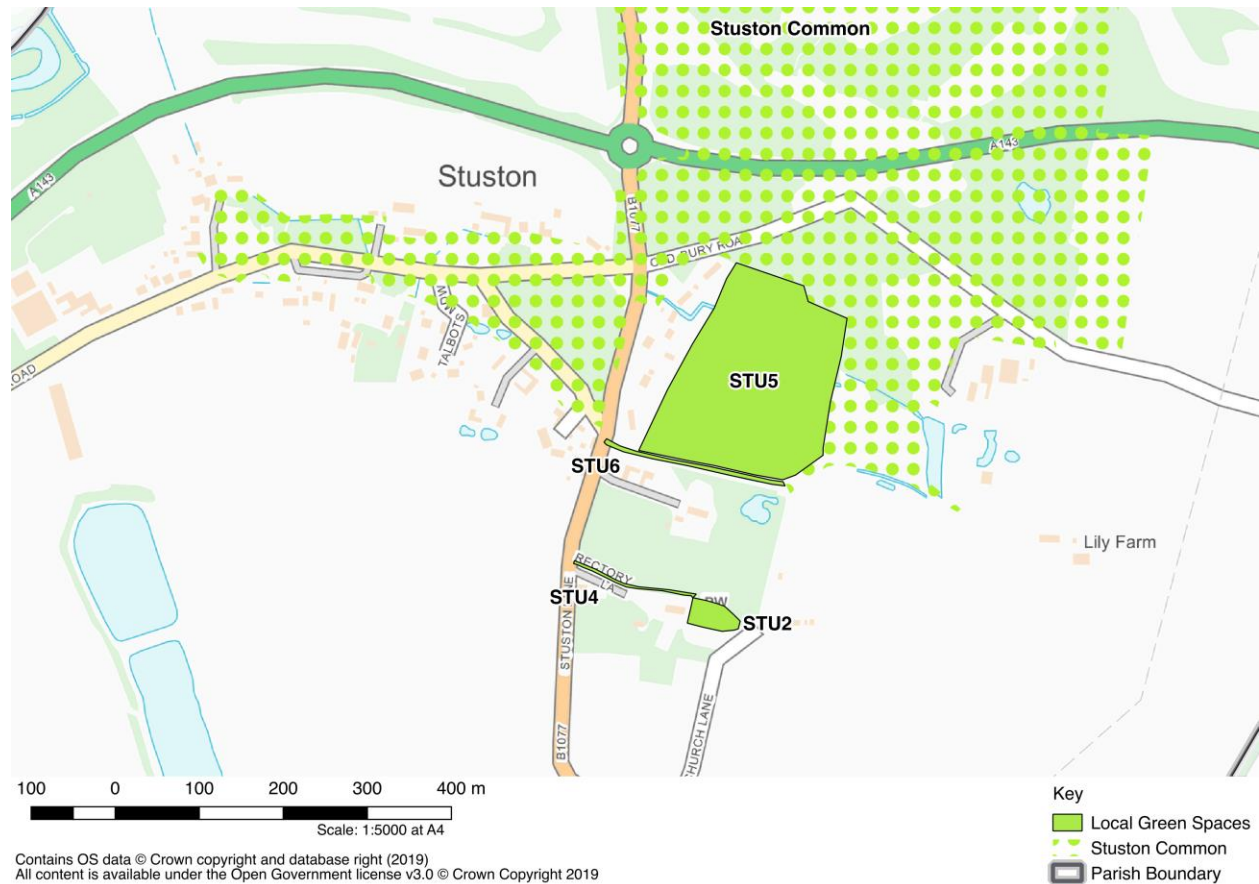 Stuston Common
A143
A143
Stuston
B1077
OLD BURY ROAD
TALBOTS
ROAD
STU5
STU6
Lily Farm
RECTORY
LA
STU4
PW
STU2
STUSTON LANE
CHURCH LANE
B1077
100 0 100 200 300 400 m
Scale: 1:5000 at A4
Key
Local Green Spaces
Stuston Common
Parish Boundary
Contains OS data © Crown copyright and database right (2019)
All content is available under the Open Government license v3.0 © Crown Copyright 2019